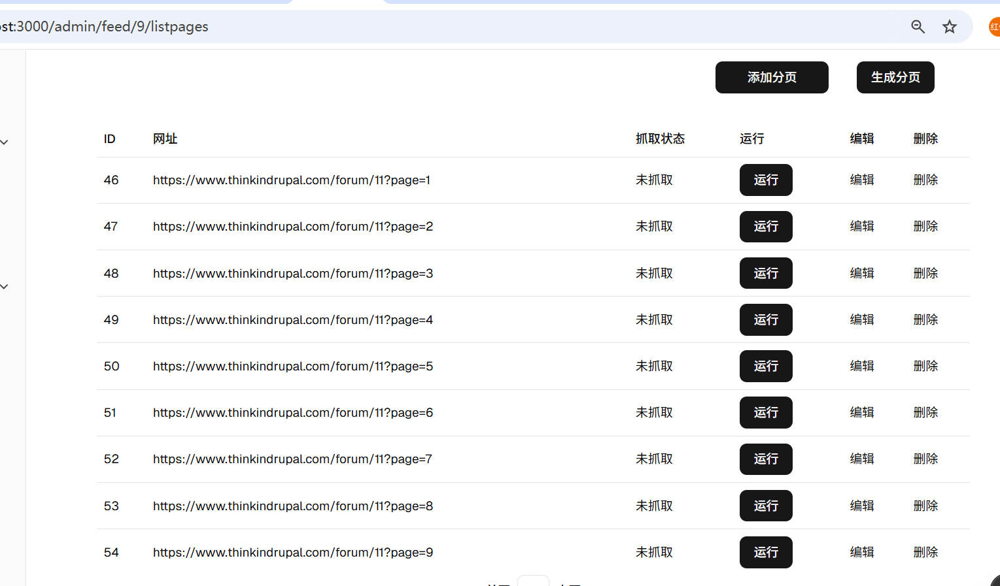 ost:3000/admin/feed/9/listpages
红
添加分页 生成分页
ID 网址 抓取状态 运行 编辑 删除
46 https://www.thinkindrupal.com/forum/11?page=1 未抓取 运行 编辑 删除
47 https://www.thinkindrupal.com/forum/11?page=2 未抓取 运行 编辑 删除
48 https://www.thinkindrupal.com/forum/11?page=3 未抓取 运行 编辑 删除
49 https://www.thinkindrupal.com/forum/11?page=4 未抓取 运行 编辑 删除
50 https://www.thinkindrupal.com/forum/11?page=5 未抓取 运行 编辑 删除
51 https://www.thinkindrupal.com/forum/11?page=6 未抓取 运行 编辑 删除
52 https://www.thinkindrupal.com/forum/11?page=7 未抓取 运行 编辑 删除
53 https://www.thinkindrupal.com/forum/11?page=8 未抓取 运行 编辑 删除
54 https://www.thinkindrupal.com/forum/11?page=9 未抓取 运行 编辑 删除